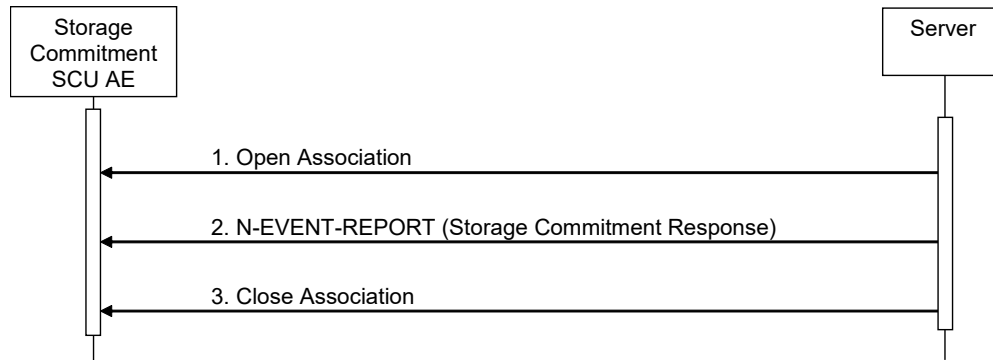 Storage
Commitment
SCU AE
Server
1. Open Association
2. N-EVENT-REPORT (Storage Commitment Response)
3. Close Association